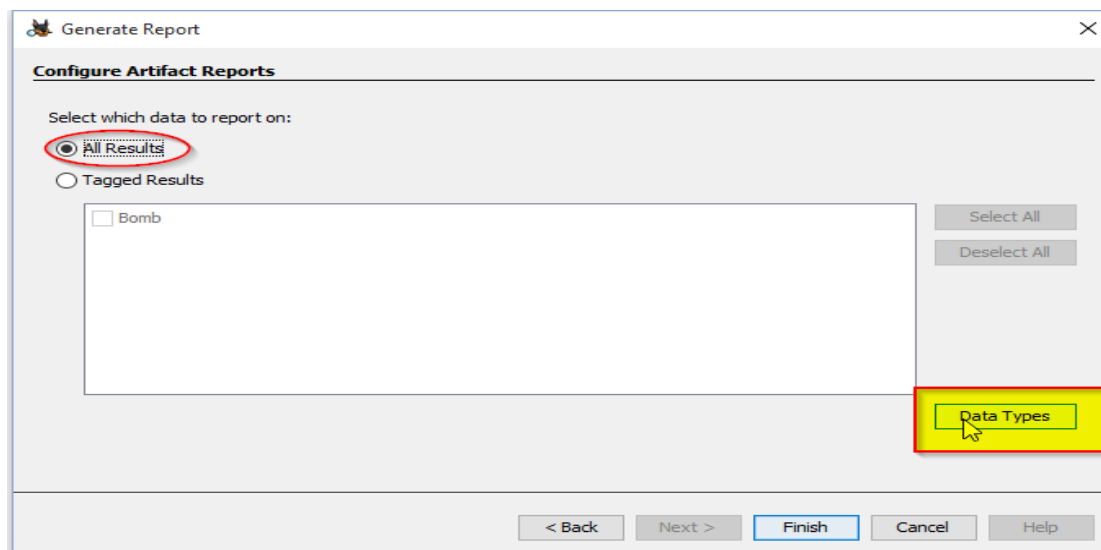 Generate Report
Configure Artifact Reports
Select which data to report on:
All Results
Tagged Results
Bomb
Select All
Deselect All
Data Types
< Back Next > Finish Cancel Help